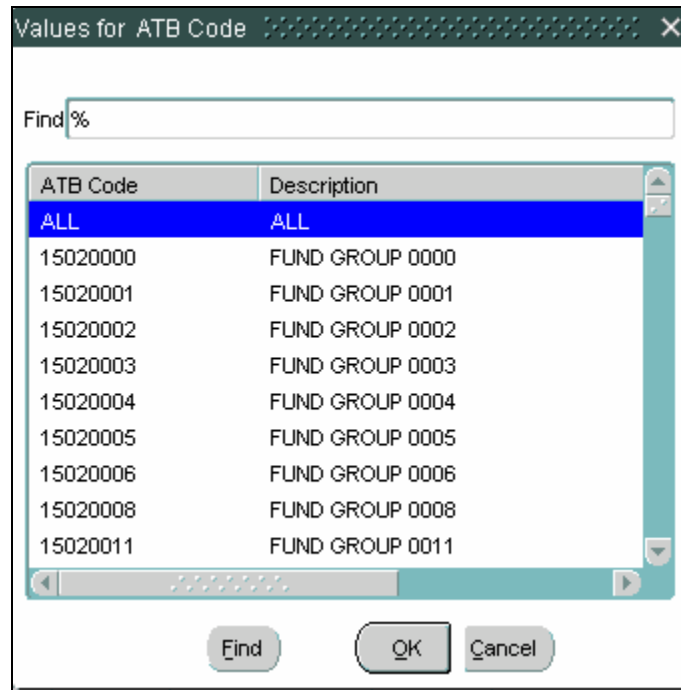 Values for ATB Code
Find %
ATB Code Description
ALL ALL
15020000 FUND GROUP 0000
15020001 FUND GROUP 0001
15020002 FUND GROUP 0002
15020003 FUND GROUP 0003
15020004 FUND GROUP 0004
15020005 FUND GROUP 0005
15020006 FUND GROUP 0006
15020008 FUND GROUP 0008
15020011 FUND GROUP 0011
Find OK Cancel